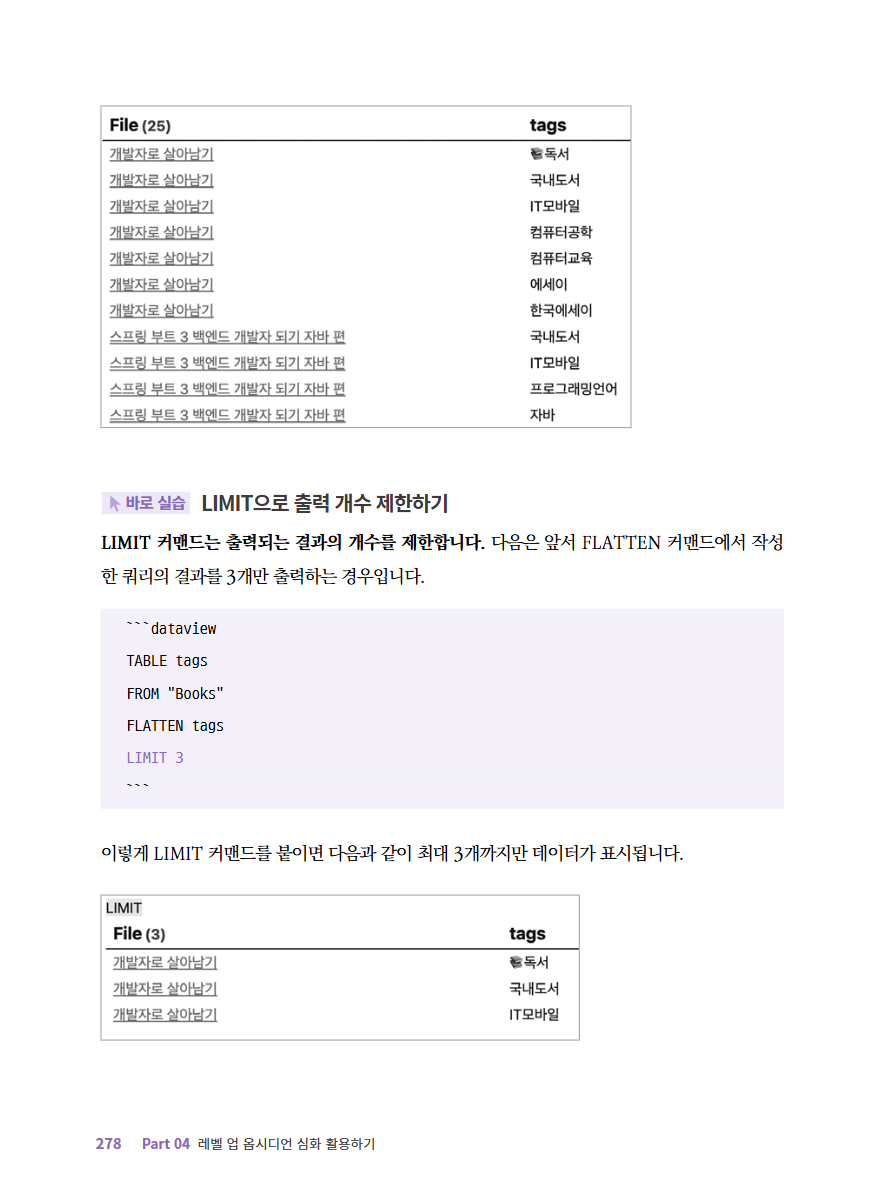 File (25) tags
개발자로 살아남기 📚독서
개발자로 살아남기 국내도서
개발자로 살아남기 IT모바일
개발자로 살아남기 컴퓨터공학
개발자로 살아남기 컴퓨터교육
개발자로 살아남기 에세이
개발자로 살아남기 한국에세이
스프링 부트 3 백엔드 개발자 되기 자바 편 국내도서
스프링 부트 3 백엔드 개발자 되기 자바 편 IT모바일
스프링 부트 3 백엔드 개발자 되기 자바 편 프로그래밍언어
스프링 부트 3 백엔드 개발자 되기 자바 편 자바
바로 실습 LIMIT으로 출력 개수 제한하기
LIMIT 커맨드는 출력되는 결과의 개수를 제한합니다. 다음은 앞서 FLATTEN 커맨드에서 작성
한 쿼리의 결과를 3개만 출력하는 경우입니다.
```dataview
TABLE tags
FROM "Books"
FLATTEN tags
LIMIT 3
```
이렇게 LIMIT 커맨드를 붙이면 다음과 같이 최대 3개까지만 데이터가 표시됩니다.
LIMIT
File (3) tags
개발자로 살아남기 📚독서
개발자로 살아남기 국내도서
개발자로 살아남기 IT모바일
278 Part 04 레벨 업 옵시디언 심화 활용하기